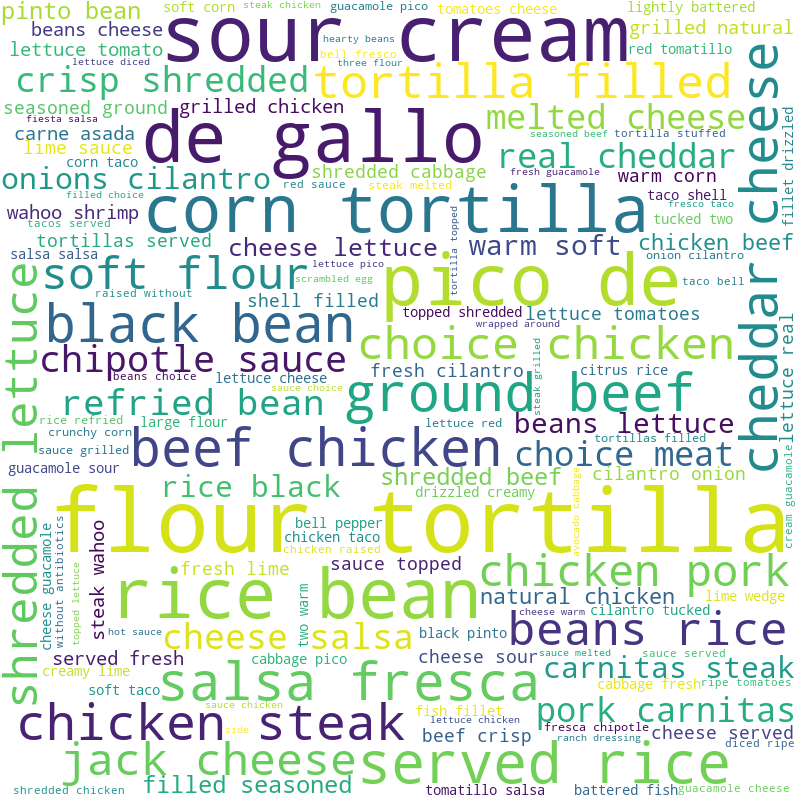 pinto bean
soft corn
steak chicken
guacamole pico
tomatoes cheese
lightly battered
beans cheese
sour cream
grilled natural
hearty beans
lettuce tomato
bell fresco
red tomatillo
lettuce diced
three flour
crisp shredded
tortilla filled
cheddar cheese
seasoned ground
grilled chicken
melted cheese
fillet drizzled
fiesta salsa
de gallo
carne asada
seasoned beef
tortilla stuffed
lime sauce
real cheddar
corn taco
shredded cabbage
fresh guacamole
warm corn
onions cilantro
red sauce
steak melted
filled choice
corn tortilla
taco shell
fresco taco
wahoo shrimp
tucked two
tacos served
tortillas served
cheese lettuce
warm soft
chicken beef
tortilla topped
salsa salsa
onion cilantro
lettuce pico
shredded lettuce
soft flour
scrambled egg
pico de
taco bell
raised without
shell filled
black bean
topped shredded
lettuce tomatoes
wrapped around
lettuce real
choice chicken
chipotle sauce
steak grilled
fresh cilantro
citrus rice
beans choice
lettuce cheese
sauce choice
refried bean
ground beef
rice refried
large flour
lettuce red
beans lettuce
crunchy corn
beef chicken
tortillas filled
sauce grilled
choice meat
cream guacamole
guacamole sour
shredded beef
cilantro onion
avocado cabbage
rice black
drizzled creamy
flour tortilla
cheese guacamole
without antibiotics
topped lettuce
steak wahoo
bell pepper
chicken taco
chicken raised
sauce topped
fresh lime
two warm
chicken pork
rice bean
natural chicken
lime wedge
cheese warm
cilantro tucked
hot sauce
cheese salsa
black pinto
beans rice
served fresh
cabbage pico
cheese sour
sauce melted
sauce served
creamy lime
salsa fresca
carnitas steak
soft taco
cabbage fresh
ripe tomatoes
sauce chicken
fish fillet
pork carnitas
chicken steak
lettuce chicken
fresca chipotle
side
beef crisp
ranch dressing
cheese served
diced ripe
jack cheese
served rice
shredded chicken
filled seasoned
tomatillo salsa
battered fish
guacamole cheese